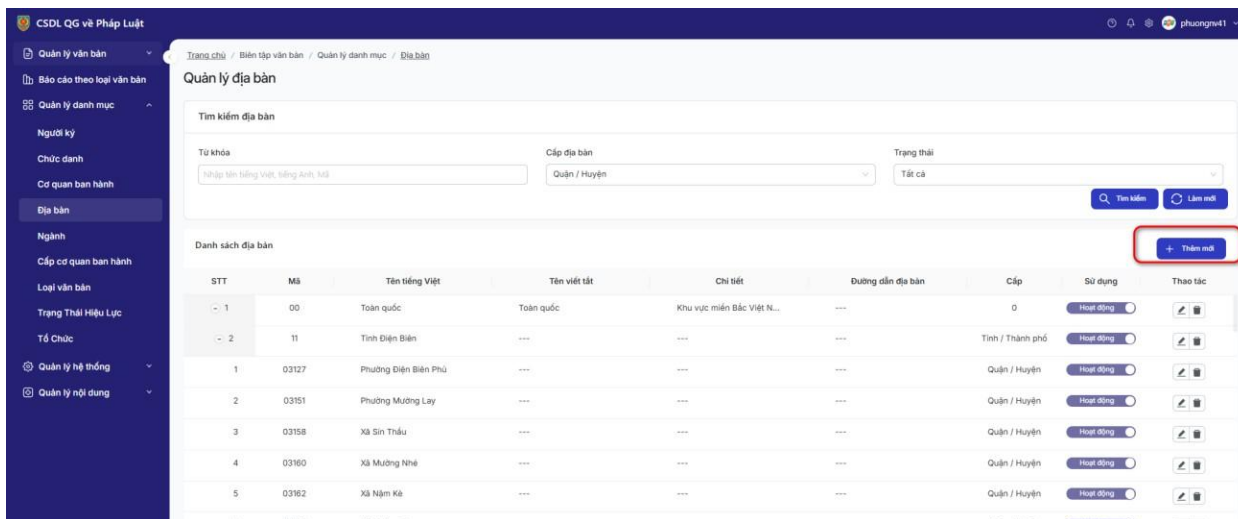 CSDL QG về Pháp Luật
phuongnv41
Quản lý văn bản
Báo cáo theo loại văn bản
Quản lý danh mục
Người ký
Chức danh
Cơ quan ban hành
Địa bàn
Ngành
Cấp cơ quan ban hành
Loại văn bản
Trạng Thái Hiệu Lực
Tổ Chức
Quản lý hệ thống
Quản lý nội dung
Trang chủ / Biên tập văn bản / Quản lý danh mục / Địa bàn
Quản lý địa bàn
Tìm kiếm địa bàn
Từ khóa Cấp địa bàn Trạng thái
Nhập tên tiếng Việt, tiếng Anh, Mã Quận / Huyện Tất cả
Tìm kiếm Làm mới
Danh sách địa bàn + Thêm mới
STT Mã Tên tiếng Việt Tên viết tắt Chi tiết Đường dẫn địa bàn Cấp Sử dụng Thao tác
1 00 Toàn quốc Toàn quốc Khu vực miền Bắc Việt N... --- 0 Hoạt động
2 11 Tỉnh Điện Biên --- --- --- Tỉnh / Thành phố Hoạt động
1 03127 Phường Điện Biên Phủ --- --- --- Quận / Huyện Hoạt động
2 03151 Phường Mường Lay --- --- --- Quận / Huyện Hoạt động
3 03158 Xã Sín Thầu --- --- --- Quận / Huyện Hoạt động
4 03160 Xã Mường Nhé --- --- --- Quận / Huyện Hoạt động
5 03162 Xã Nậm Kè --- --- --- Quận / Huyện Hoạt động